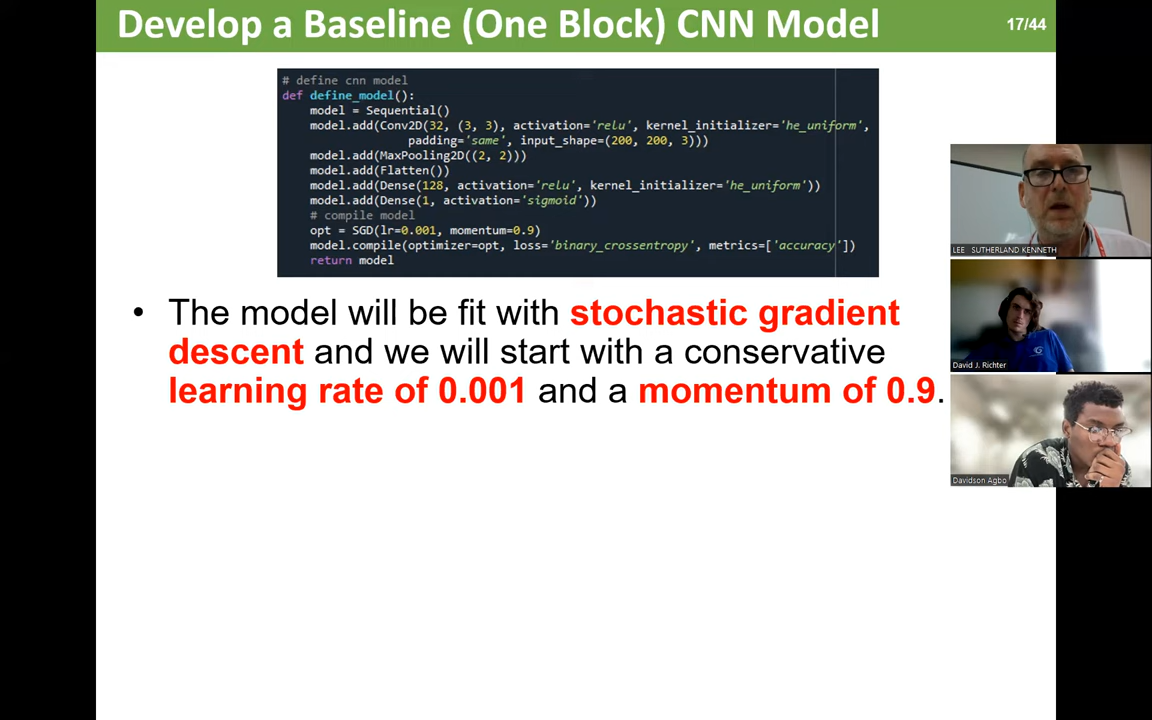 Develop a Baseline (One Block) CNN Model
17/44
# define cnn model
def define_model():
model = Sequential()
model.add(Conv2D(32, (3, 3), activation='relu', kernel_initializer='he_uniform',
padding='same', input_shape=(200, 200, 3)))
model.add(MaxPooling2D((2, 2)))
model.add(Flatten())
model.add(Dense(128, activation='relu', kernel_initializer='he_uniform'))
model.add(Dense(1, activation='sigmoid'))
# compile model
opt = SGD(lr=0.001, momentum=0.9)
model.compile(optimizer=opt, loss='binary_crossentropy', metrics=['accuracy'])
return model
• The model will be fit with stochastic gradient
descent and we will start with a conservative
learning rate of 0.001 and a momentum of 0.9.
LEE SUTHERLAND KENNETH
David J. Richter
Davidson Agbo